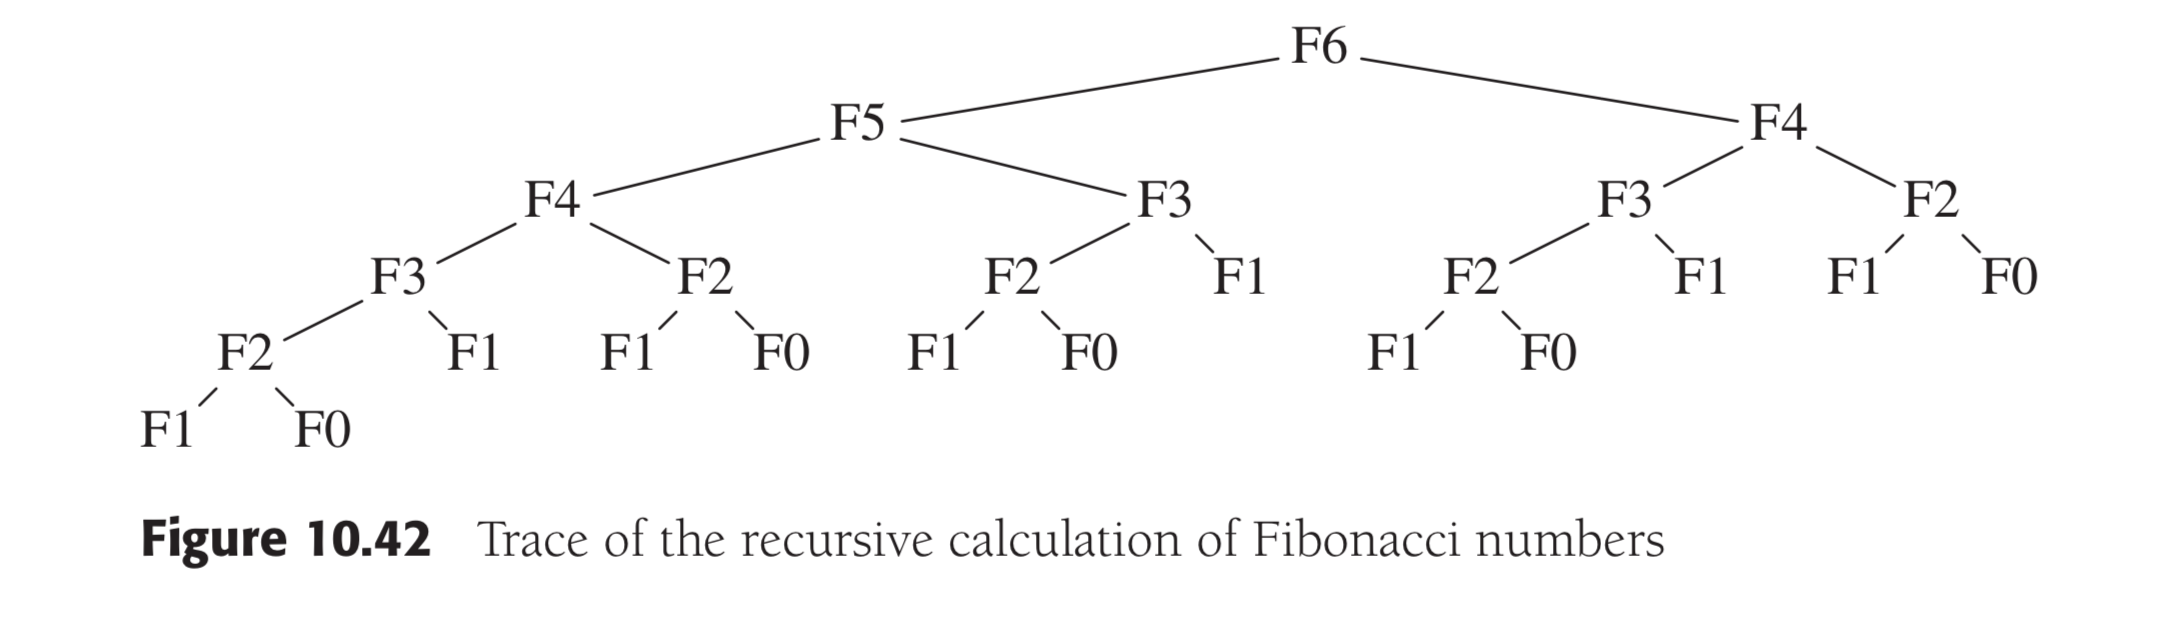 F6
F5 F4
F4 F3 F3 F2
F3 F2 F2 F1 F2 F1 F1 F0
F2 F1 F1 F0 F1 F0 F1 F0
F1 F0
Figure 10.42 Trace of the recursive calculation of Fibonacci numbers